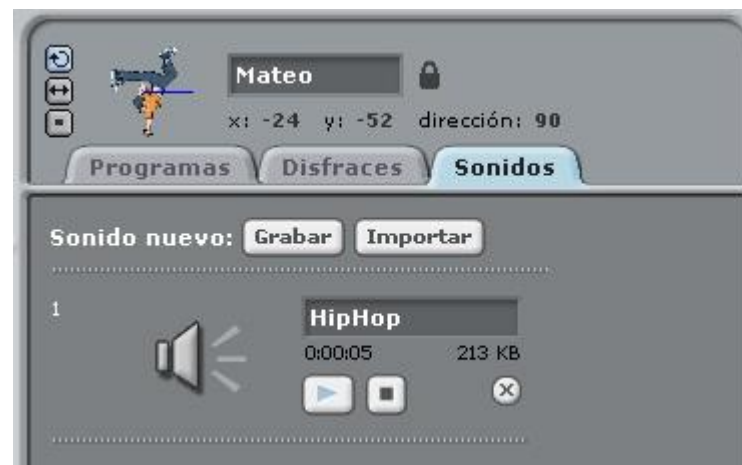 Mateo
x: -24 y: -52 dirección: 90
Programas Disfraces Sonidos
Sonido nuevo: Grabar Importar
1
HipHop
0:00:05 213 KB